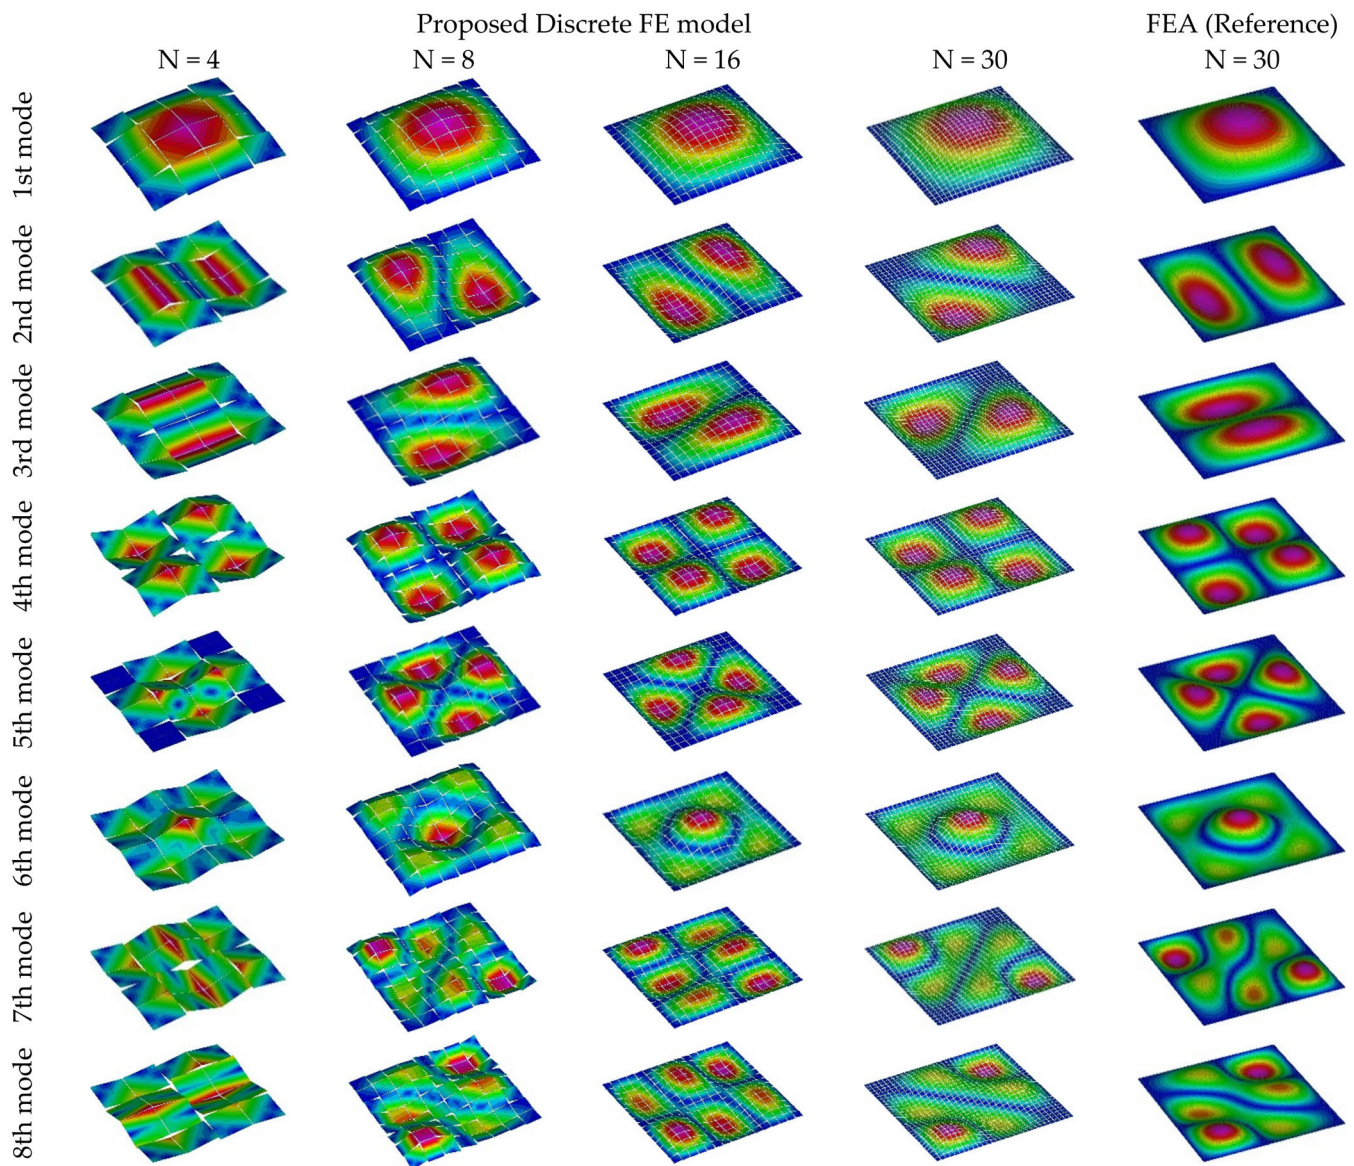 Proposed Discrete FE model FEA (Reference)
N = 4 N = 8 N = 16 N = 30 N = 30
1st mode
2nd mode
3rd mode
4th mode
5th mode
6th mode
7th mode
8th mode